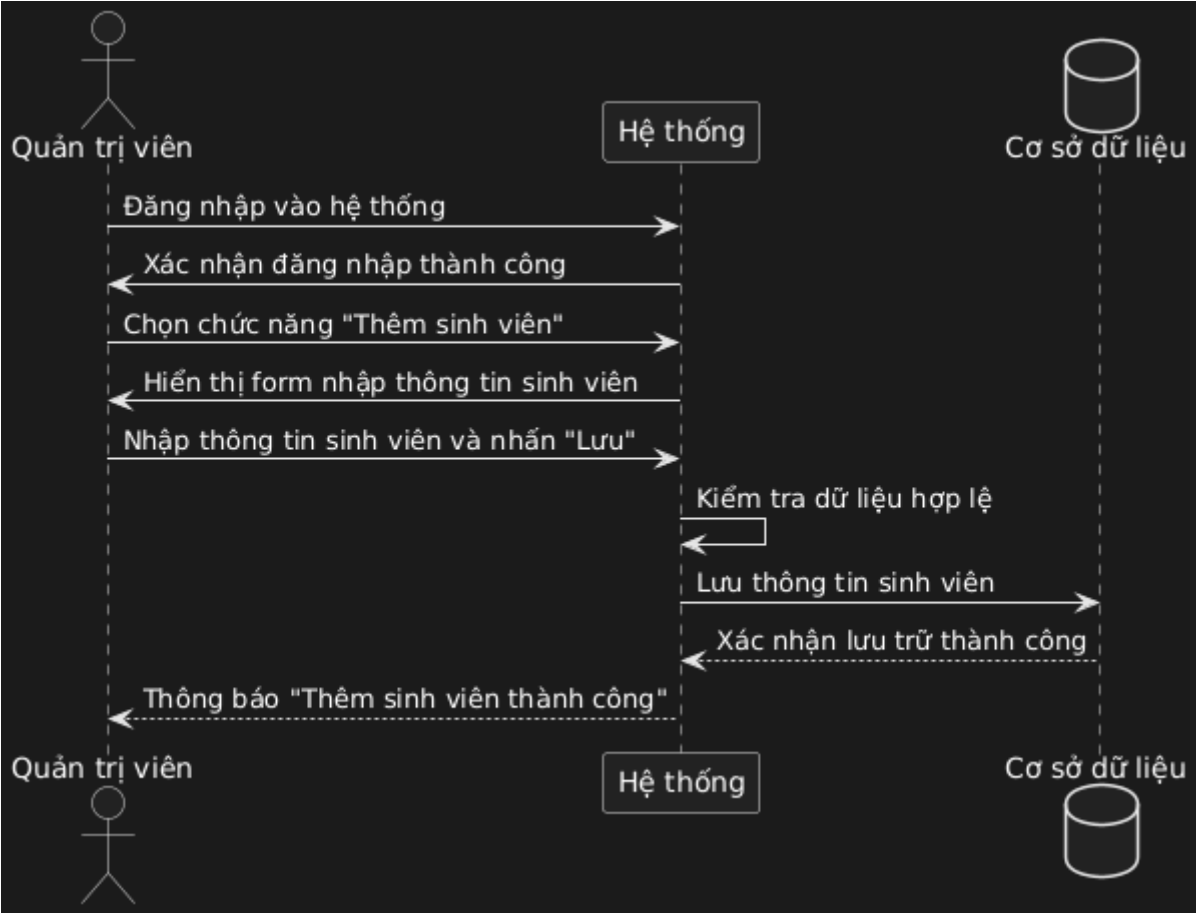 Quản trị viên
Hệ thống
Cơ sở dữ liệu
Đăng nhập vào hệ thống
Xác nhận đăng nhập thành công
Chọn chức năng "Thêm sinh viên"
Hiển thị form nhập thông tin sinh viên
Nhập thông tin sinh viên và nhấn "Lưu"
Kiểm tra dữ liệu hợp lệ
Lưu thông tin sinh viên
Xác nhận lưu trữ thành công
Thông báo "Thêm sinh viên thành công"
Quản trị viên
Hệ thống
Cơ sở dữ liệu